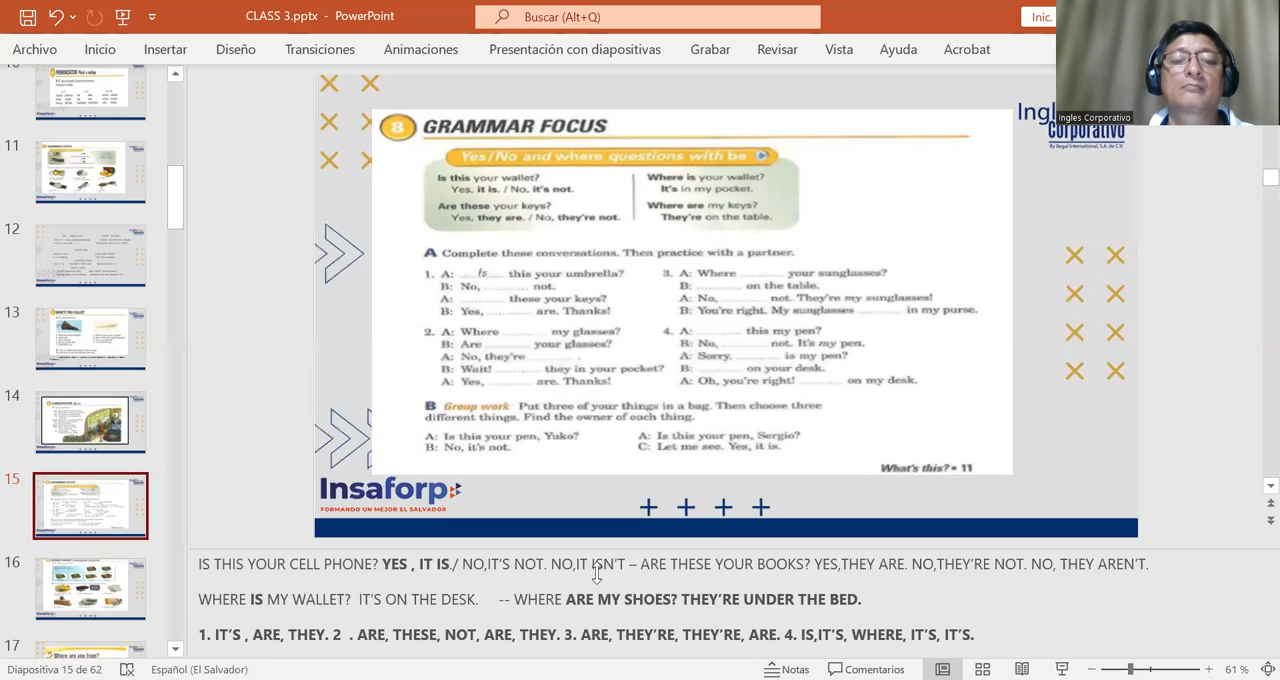 CLASS 3.pptx - PowerPoint
Buscar (Alt+Q)
Inic.
Archivo Inicio Insertar Diseño Transiciones Animaciones Presentación con diapositivas Grabar Revisar Vista Ayuda Acrobat
Ingles Corporativo
Corporativo
By Regal International, S.A. de C.V.
11
12
13
14
15
16
17
8 GRAMMAR FOCUS
Yes/No and where questions with be
Is this your wallet? Where is your wallet?
Yes, it is. / No, it's not. It's in my pocket.
Are these your keys? Where are my keys?
Yes, they are. / No, they're not. They're on the table.
A Complete these conversations. Then practice with a partner.
1. A: Is this your umbrella?
B: No, ........ not.
A: ........ these your keys?
B: Yes, ........ are. Thanks!
2. A: Where ........ my glasses?
B: Are ........ your glasses?
A: No, they're ........ .
B: Wait! ........ they in your pocket?
A: Yes, ........ are. Thanks!
3. A: Where ........ your sunglasses?
B: ........ on the table.
A: No, ........ not. They're my sunglasses!
B: You're right. My sunglasses ........ in my purse.
4. A: ........ this my pen?
B: No, ........ not. It's my pen.
A: Sorry. ........ is my pen?
B: ........ on your desk.
A: Oh, you're right! ........ on my desk.
B Group work Put three of your things in a bag. Then choose three
different things. Find the owner of each thing.
A: Is this your pen, Yuko? A: Is this your pen, Sergio?
B: No, it's not. C: Let me see. Yes, it is.
What's this? • 11
Insaforp
FORMANDO UN MEJOR EL SALVADOR
IS THIS YOUR CELL PHONE? YES , IT IS./ NO,IT'S NOT. NO,IT ISN'T – ARE THESE YOUR BOOKS? YES,THEY ARE. NO,THEY'RE NOT. NO, THEY AREN'T.
WHERE IS MY WALLET? IT'S ON THE DESK. -- WHERE ARE MY SHOES? THEY'RE UNDER THE BED.
1. IT'S , ARE, THEY. 2 . ARE, THESE, NOT, ARE, THEY. 3. ARE, THEY'RE, THEY'RE, ARE. 4. IS,IT'S, WHERE, IT'S, IT'S.
Diapositiva 15 de 62 Español (El Salvador) Notas Comentarios 61 %